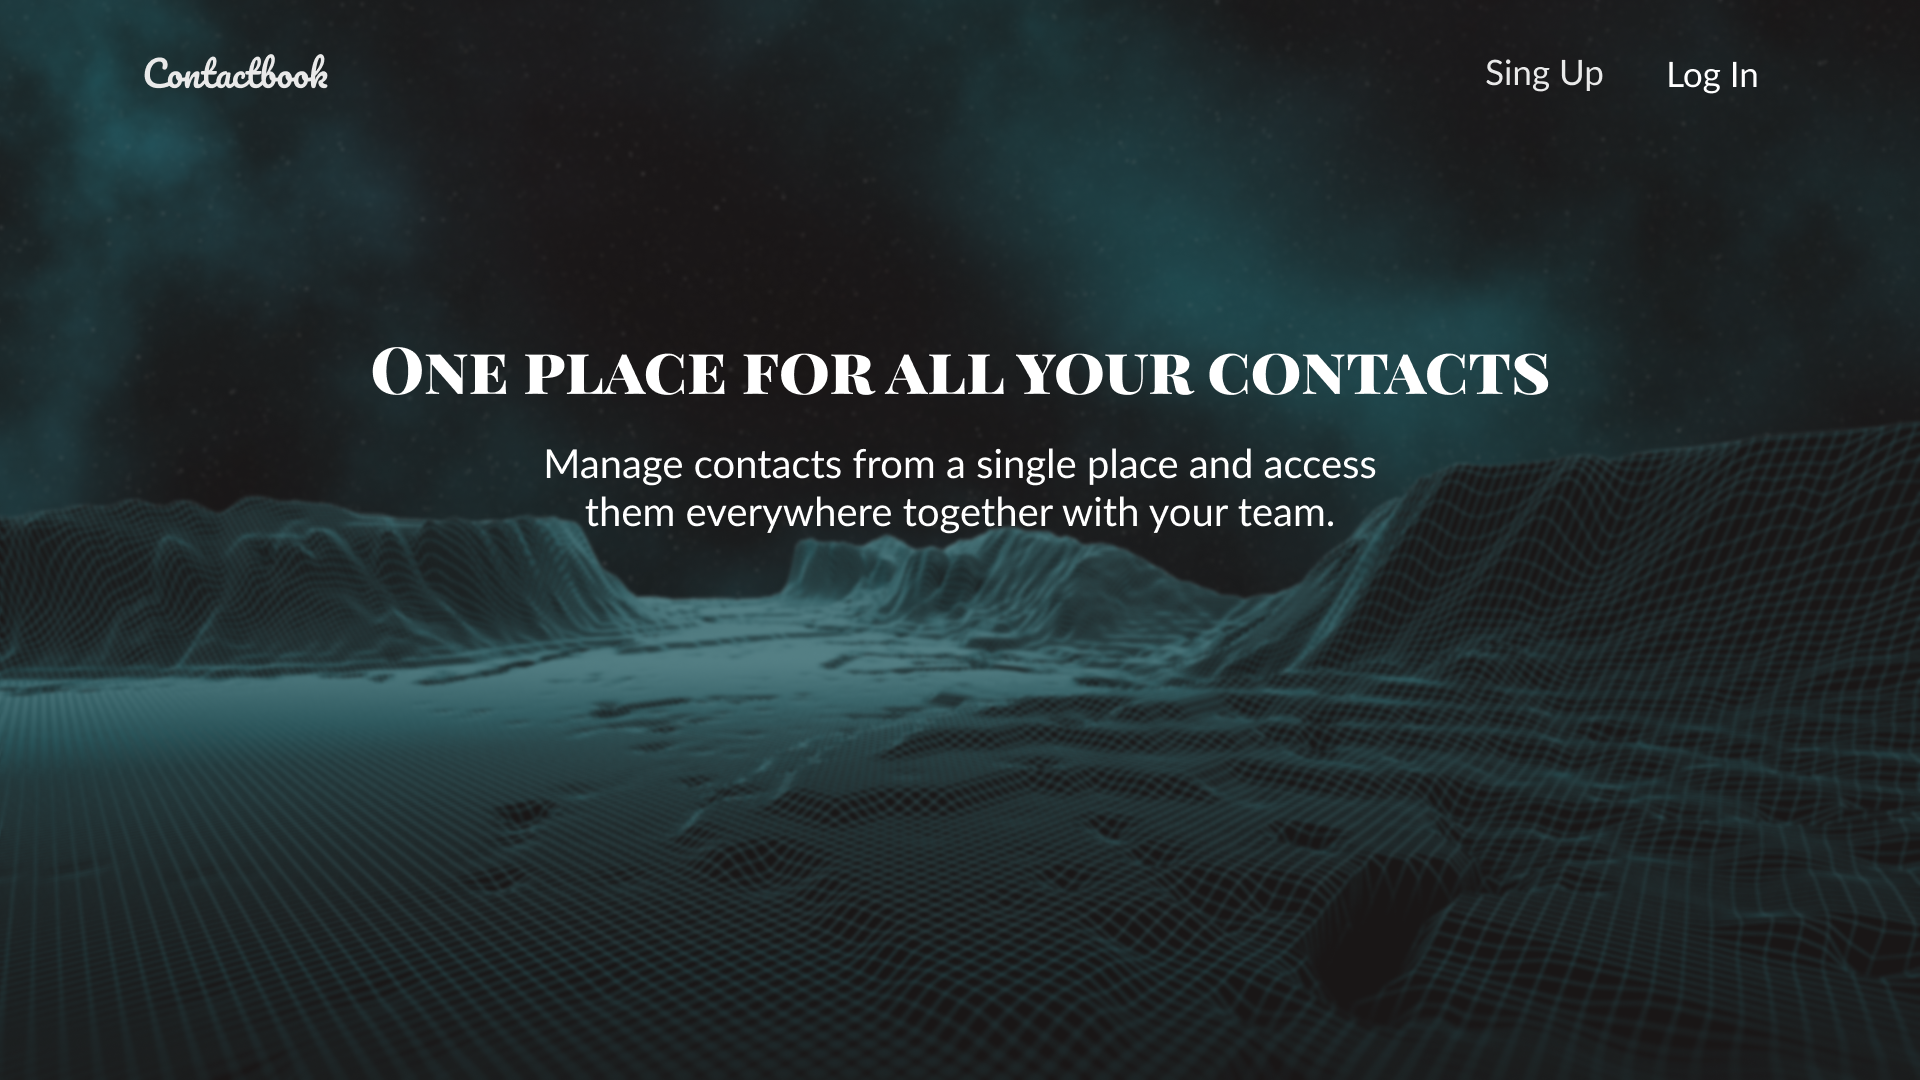 Contactbook
Sing Up
Log In
One place for all your contacts
Manage contacts from a single place and access
them everywhere together with your team.